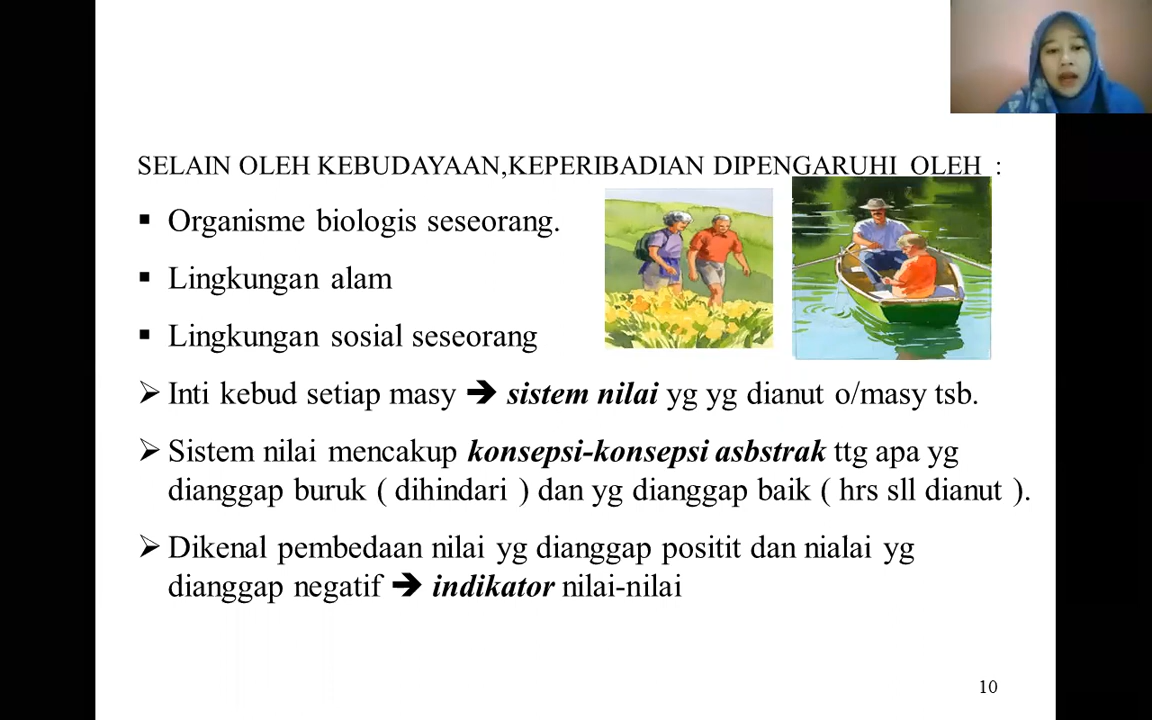 SELAIN OLEH KEBUDAYAAN,KEPERIBADIAN DIPENGARUHI OLEH :
▪ Organisme biologis seseorang.
▪ Lingkungan alam
▪ Lingkungan sosial seseorang
➢ Inti kebud setiap masy ➔ sistem nilai yg yg dianut o/masy tsb.
➢ Sistem nilai mencakup konsepsi-konsepsi asbstrak ttg apa yg
dianggap buruk ( dihindari ) dan yg dianggap baik ( hrs sll dianut ).
➢ Dikenal pembedaan nilai yg dianggap positit dan nialai yg
dianggap negatif ➔ indikator nilai-nilai
10